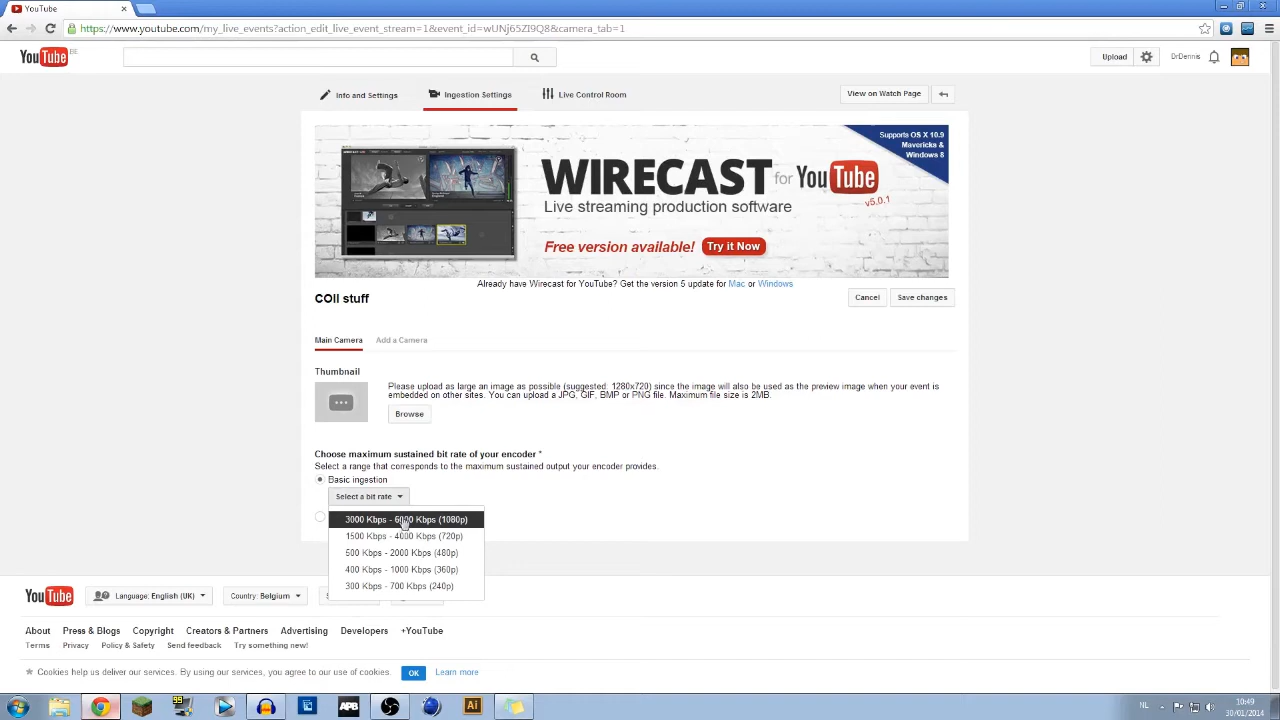 YouTube
https://www.youtube.com/my_live_events?action_edit_live_event_stream=1&event_id=wUNj65ZI9Q8&camera_tab=1
YouTube BE
Upload
DrDennis
Info and Settings
Ingestion Settings
Live Control Room
View on Watch Page
Supports OS X 10.9
Mavericks &
Windows 8
WIRECAST for YouTube
v5.0.1
Live streaming production software
Free version available! Try it Now
Already have Wirecast for YouTube? Get the version 5 update for Mac or Windows
COII stuff
Cancel
Save changes
Main Camera
Add a Camera
Thumbnail
Please upload as large an image as possible (suggested: 1280x720) since the image will also be used as the preview image when your event is
embedded on other sites. You can upload a JPG, GIF, BMP or PNG file. Maximum file size is 2MB.
Browse
Choose maximum sustained bit rate of your encoder *
Select a range that corresponds to the maximum sustained output your encoder provides.
Basic ingestion
Select a bit rate
3000 Kbps - 6000 Kbps (1080p)
1500 Kbps - 4000 Kbps (720p)
500 Kbps - 2000 Kbps (480p)
400 Kbps - 1000 Kbps (360p)
300 Kbps - 700 Kbps (240p)
YouTube
Language: English (UK)
Country: Belgium
About
Press & Blogs
Copyright
Creators & Partners
Advertising
Developers
+YouTube
Terms
Privacy
Policy & Safety
Send feedback
Try something new!
Cookies help us deliver our services. By using our services, you agree to our use of cookies.
OK
Learn more
99
APB
Ai
NL
10:49
30/01/2014